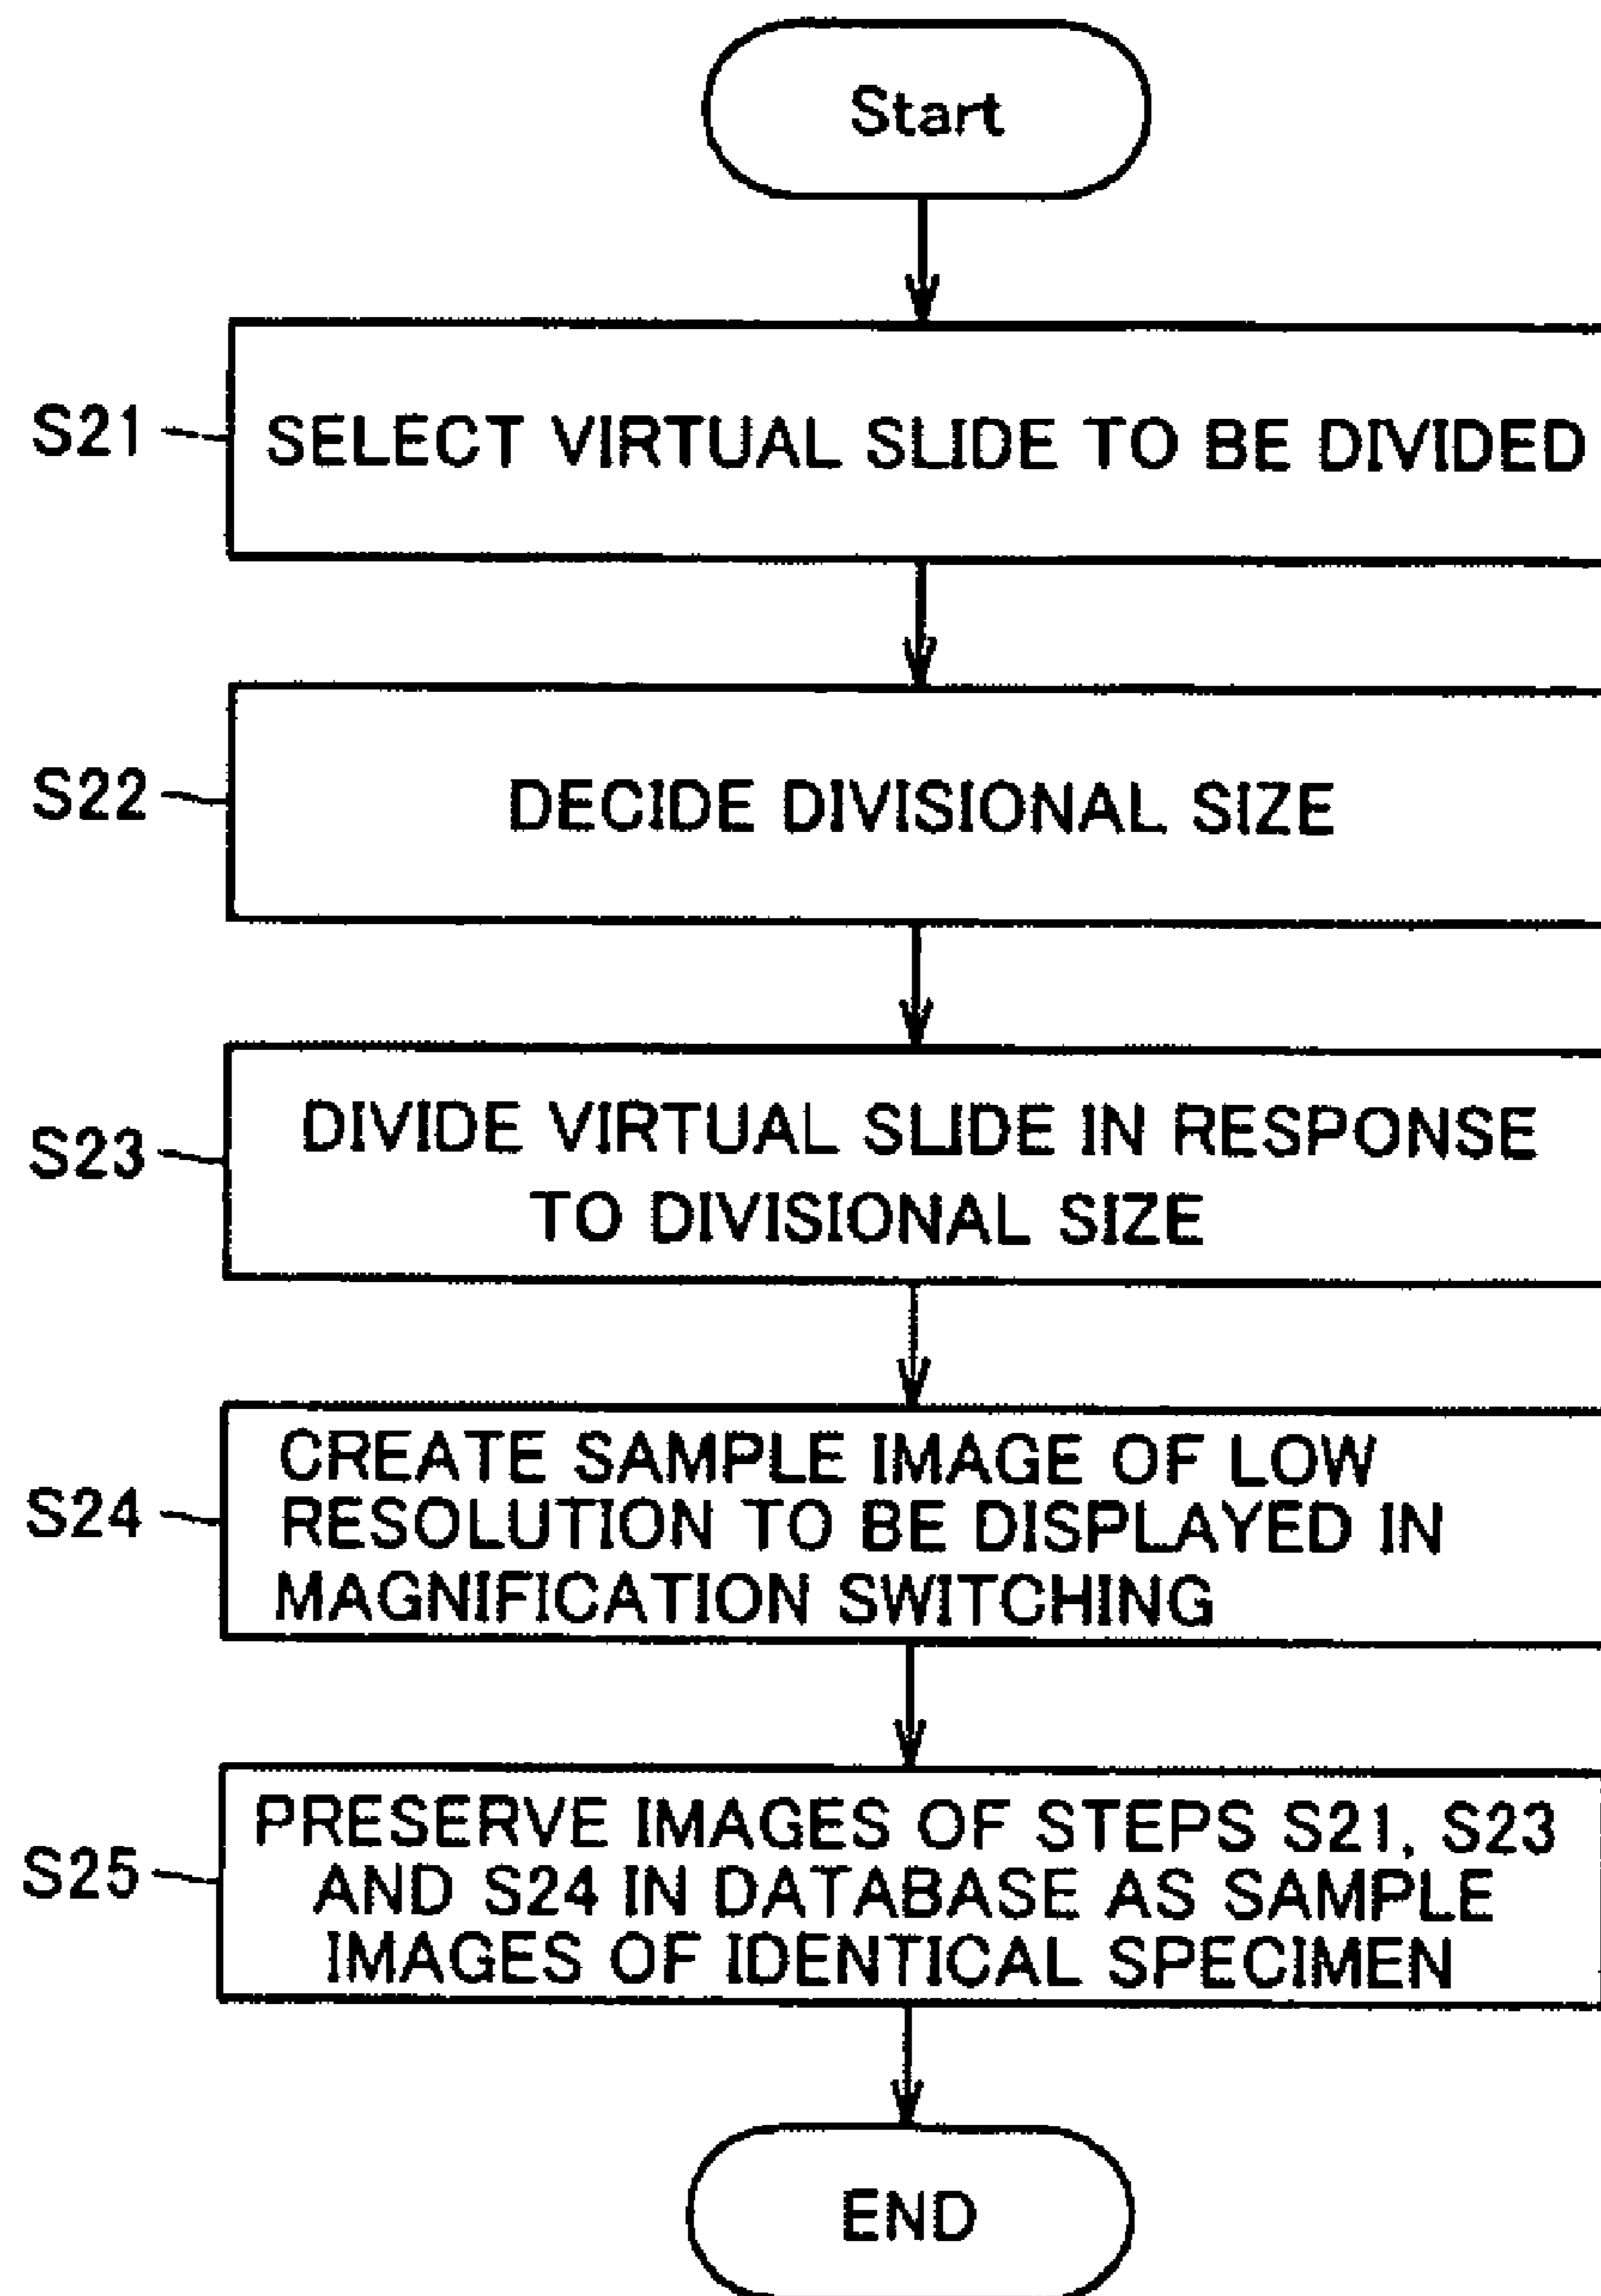 Start
S21
SELECT VIRTUAL SLIDE TO BE DIVIDED
S22
DECIDE DIVISIONAL SIZE
S23
DIVIDE VIRTUAL SLIDE IN RESPONSE
TO DIVISIONAL SIZE
S24
CREATE SAMPLE IMAGE OF LOW
RESOLUTION TO BE DISPLAYED IN
MAGNIFICATION SWITCHING
S25
PRESERVE IMAGES OF STEPS S21, S23
AND S24 IN DATABASE AS SAMPLE
IMAGES OF IDENTICAL SPECIMEN
END